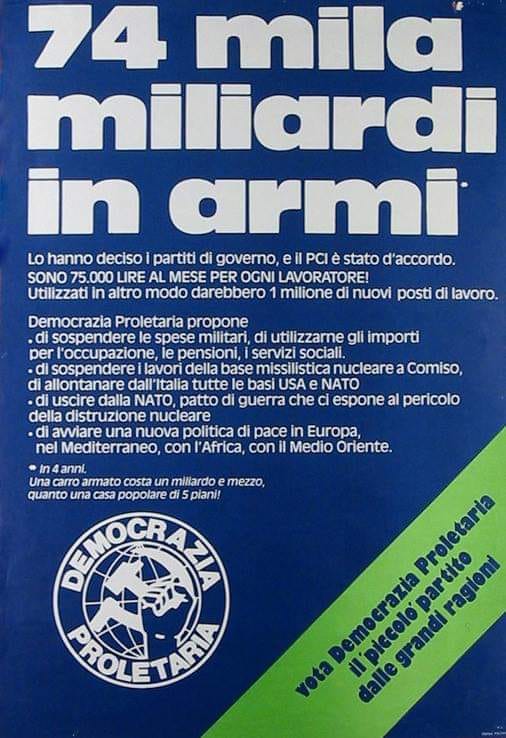 74 mila
miliardi
in armi*
Lo hanno deciso i partiti di governo, e il PCI è stato d'accordo.
SONO 75.000 LIRE AL MESE PER OGNI LAVORATORE!
Utilizzati in altro modo darebbero 1 milione di nuovi posti di lavoro.
Democrazia Proletaria propone
• di sospendere le spese militari, di utilizzarne gli importi
per l'occupazione, le pensioni, i servizi sociali.
• di sospendere i lavori della base missilistica nucleare a Comiso,
di allontanare dall'Italia tutte le basi USA e NATO
• di uscire dalla NATO, patto di guerra che ci espone al pericolo
della distruzione nucleare
• di avviare una nuova politica di pace in Europa,
nel Mediterraneo, con l'Africa, con il Medio Oriente.
* In 4 anni.
Una carro armato costa un miliardo e mezzo,
quanto una casa popolare di 5 piani!
DEMOCRAZIA
PROLETARIA
vota Democrazia Proletaria
il 'piccolo' partito
dalle grandi ragioni